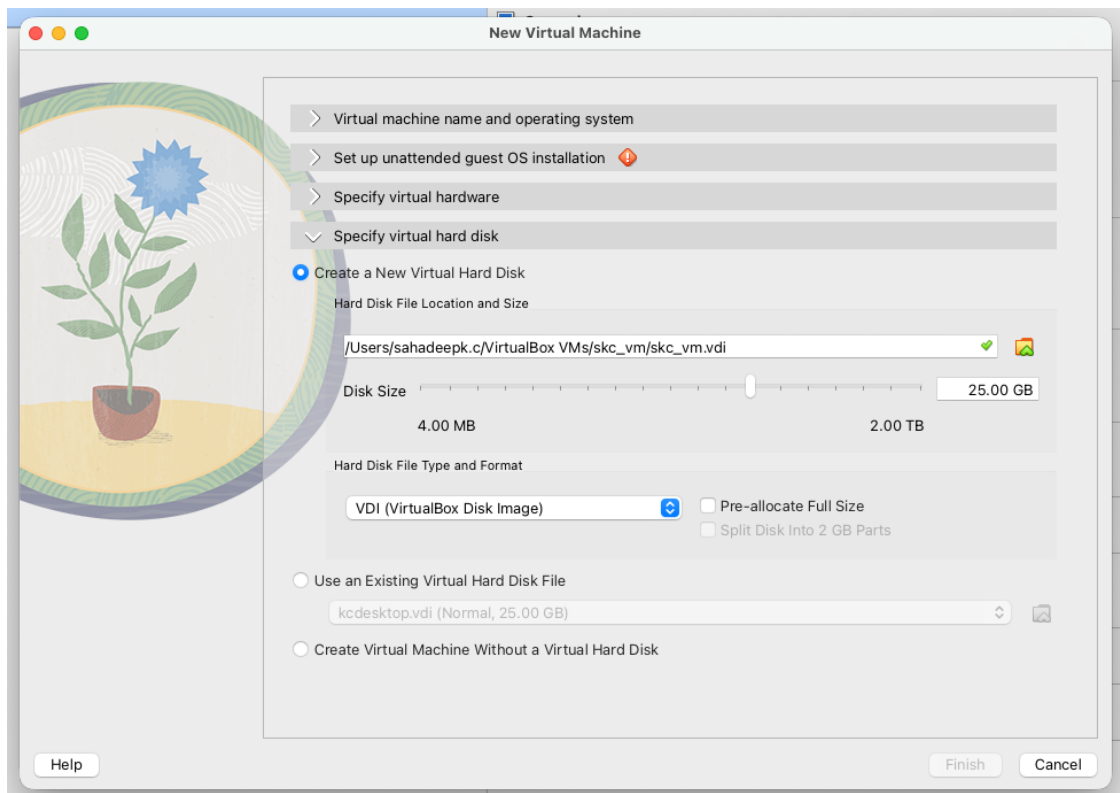 New Virtual Machine
Virtual machine name and operating system
Set up unattended guest OS installation
Specify virtual hardware
Specify virtual hard disk
Create a New Virtual Hard Disk
Hard Disk File Location and Size
/Users/sahadeepk.c/VirtualBox VMs/skc_vm/skc_vm.vdi
Disk Size 25.00 GB
4.00 MB 2.00 TB
Hard Disk File Type and Format
VDI (VirtualBox Disk Image) Pre-allocate Full Size
Split Disk Into 2 GB Parts
Use an Existing Virtual Hard Disk File
kcdesktop.vdi (Normal, 25.00 GB)
Create Virtual Machine Without a Virtual Hard Disk
Help Finish Cancel